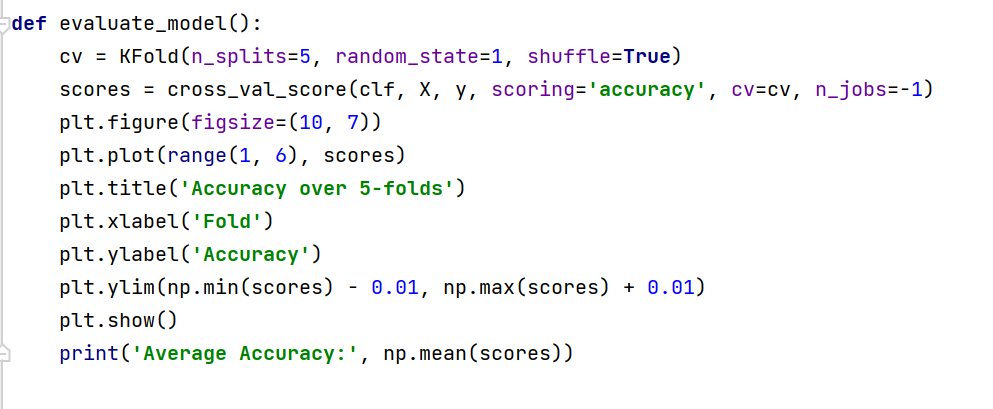 def evaluate_model():
    cv = KFold(n_splits=5, random_state=1, shuffle=True)
    scores = cross_val_score(clf, X, y, scoring='accuracy', cv=cv, n_jobs=-1)
    plt.figure(figsize=(10, 7))
    plt.plot(range(1, 6), scores)
    plt.title('Accuracy over 5-folds')
    plt.xlabel('Fold')
    plt.ylabel('Accuracy')
    plt.ylim(np.min(scores) - 0.01, np.max(scores) + 0.01)
    plt.show()
    print('Average Accuracy:', np.mean(scores))